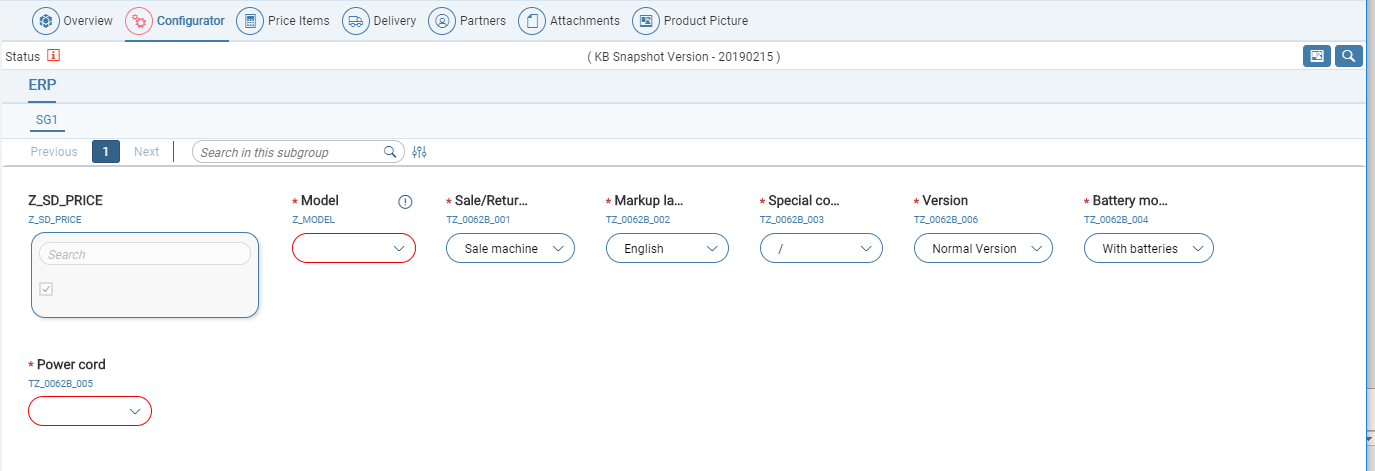 Overview Configurator Price Items Delivery Partners Attachments Product Picture
Status ( KB Snapshot Version - 20190215 )
ERP
SG1
Previous 1 Next Search in this subgroup
Z_SD_PRICE * Model * Sale/Retur... * Markup la... * Special co... * Version * Battery mo...
Z_SD_PRICE Z_MODEL TZ_0062B_001 TZ_0062B_002 TZ_0062B_003 TZ_0062B_006 TZ_0062B_004
Search Sale machine English / Normal Version With batteries
* Power cord
TZ_0062B_005